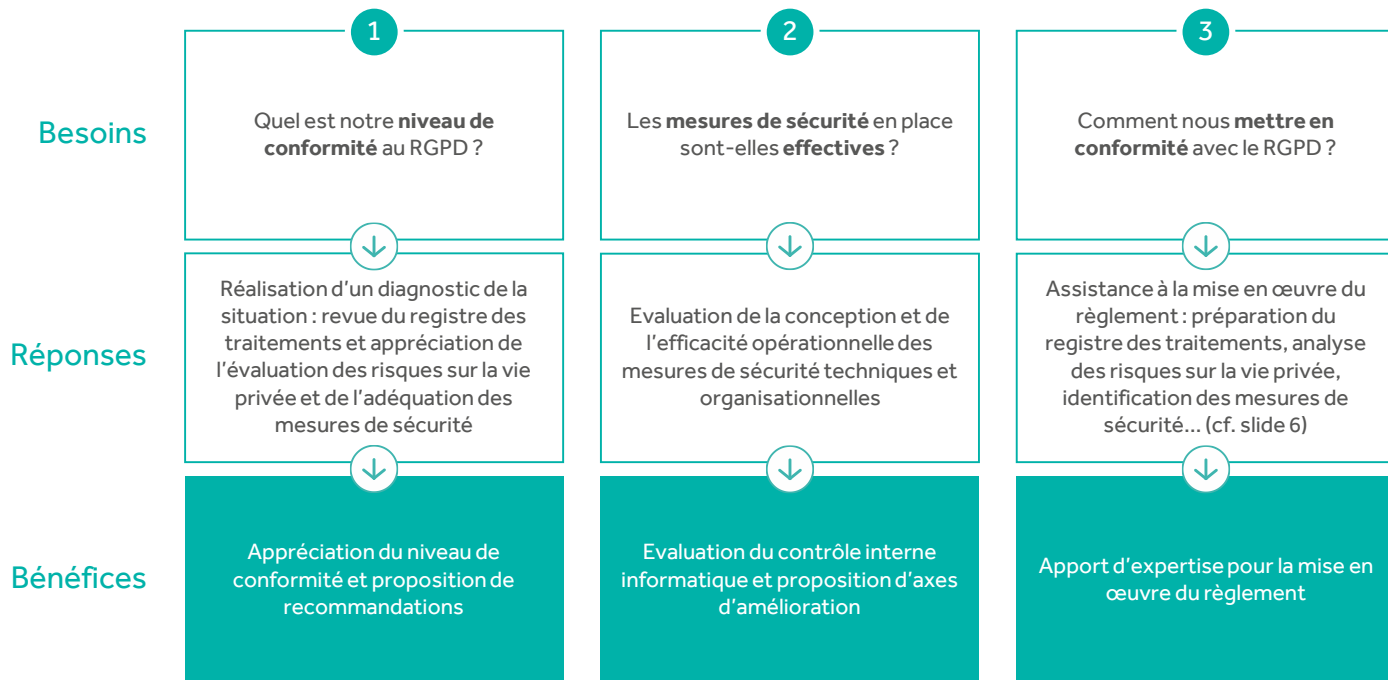 1
2
3
Besoins
Quel est notre niveau de
conformité au RGPD ?
Les mesures de sécurité en place
sont-elles effectives ?
Comment nous mettre en
conformité avec le RGPD ?
Réponses
Réalisation d'un diagnostic de la
situation : revue du registre des
traitements et appréciation de
l'évaluation des risques sur la vie
privée et de l'adéquation des
mesures de sécurité
Evaluation de la conception et de
l'efficacité opérationnelle des
mesures de sécurité techniques et
organisationnelles
Assistance à la mise en œuvre du
règlement : préparation du
registre des traitements, analyse
des risques sur la vie privée,
identification des mesures de
sécurité... (cf. slide 6)
Bénéfices
Appréciation du niveau de
conformité et proposition de
recommandations
Evaluation du contrôle interne
informatique et proposition d'axes
d'amélioration
Apport d'expertise pour la mise en
œuvre du règlement